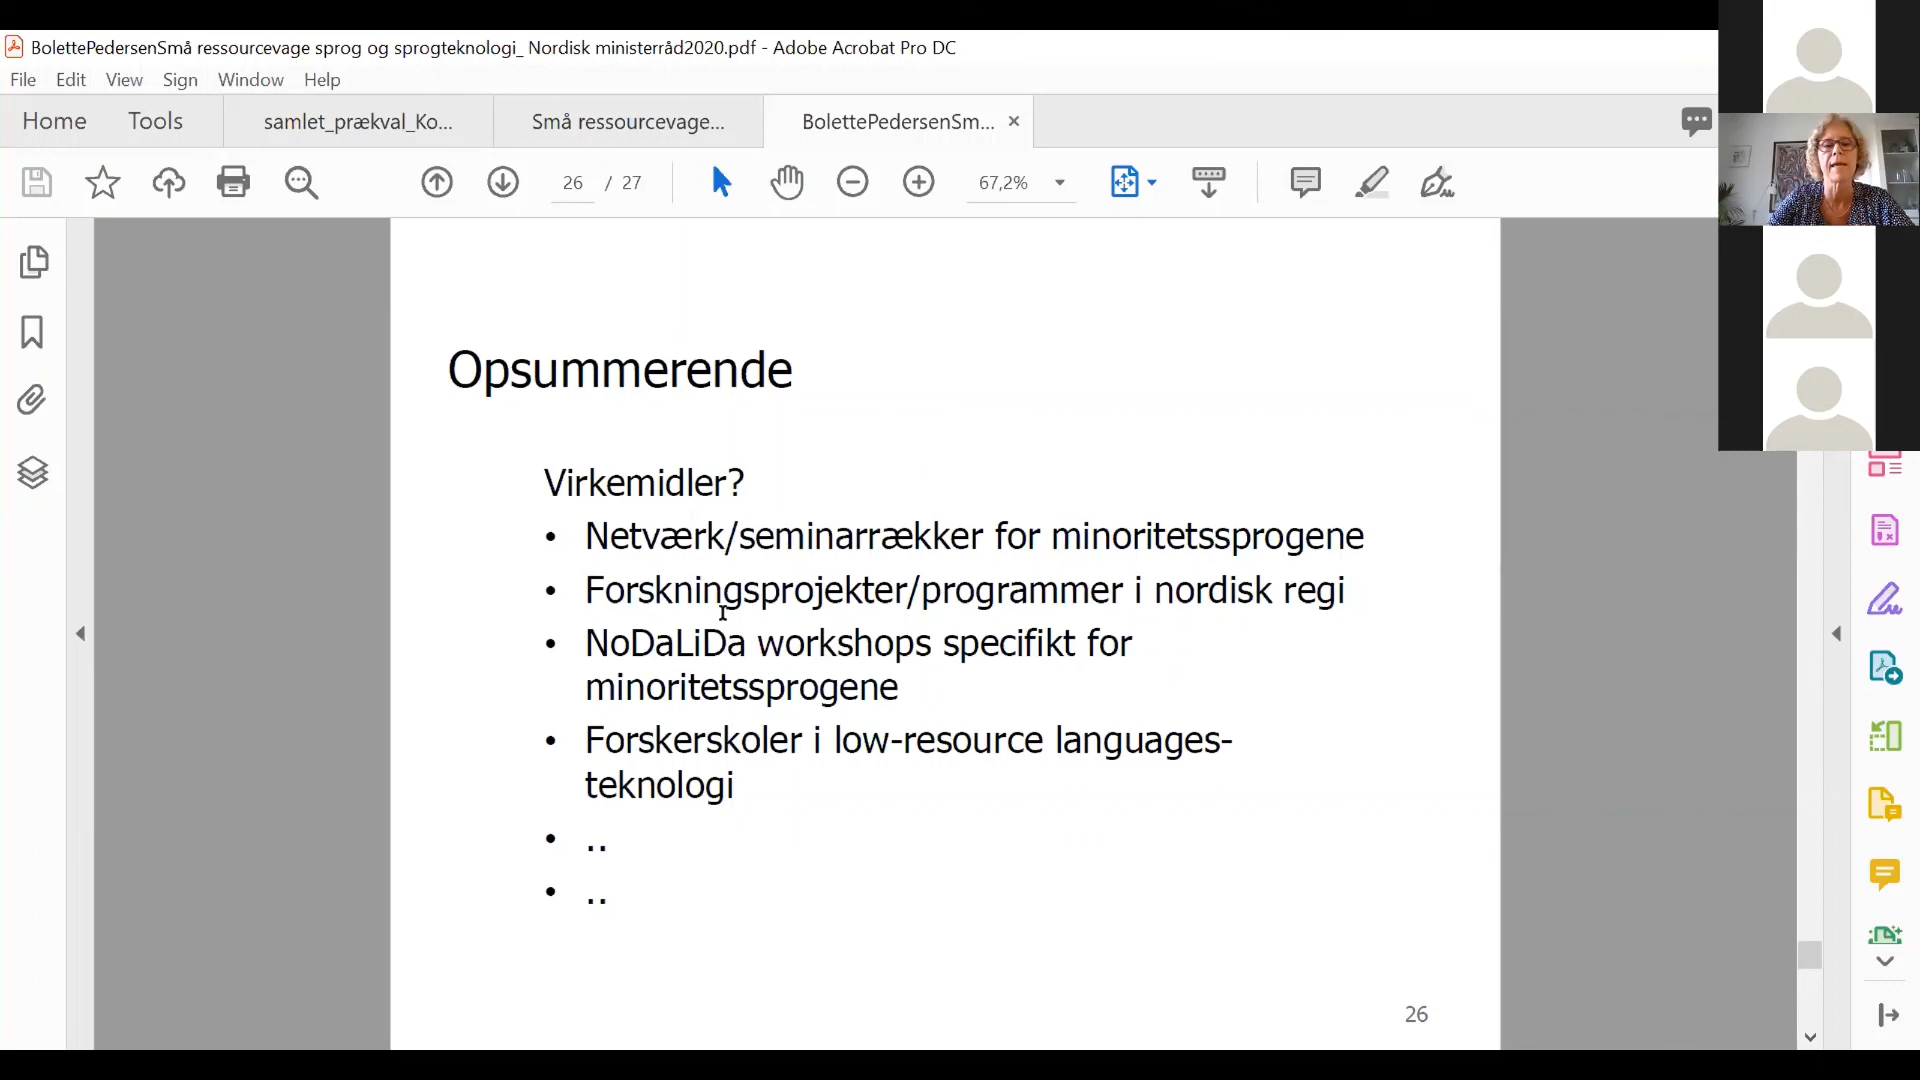 BolettePedersenSmå ressourcevage sprog og sprogteknologi_ Nordisk ministerråd2020.pdf - Adobe Acrobat Pro DC
File Edit View Sign Window Help
Home Tools samlet_prækval_Ko... Små ressourcevage... BolettePedersenSm... ×
26 / 27 67,2%
Opsummerende
Virkemidler?
• Netværk/seminarrækker for minoritetssprogene
• Forskningsprojekter/programmer i nordisk regi
• NoDaLiDa workshops specifikt for
minoritetssprogene
• Forskerskoler i low-resource languages-
teknologi
• ..
• ..
26